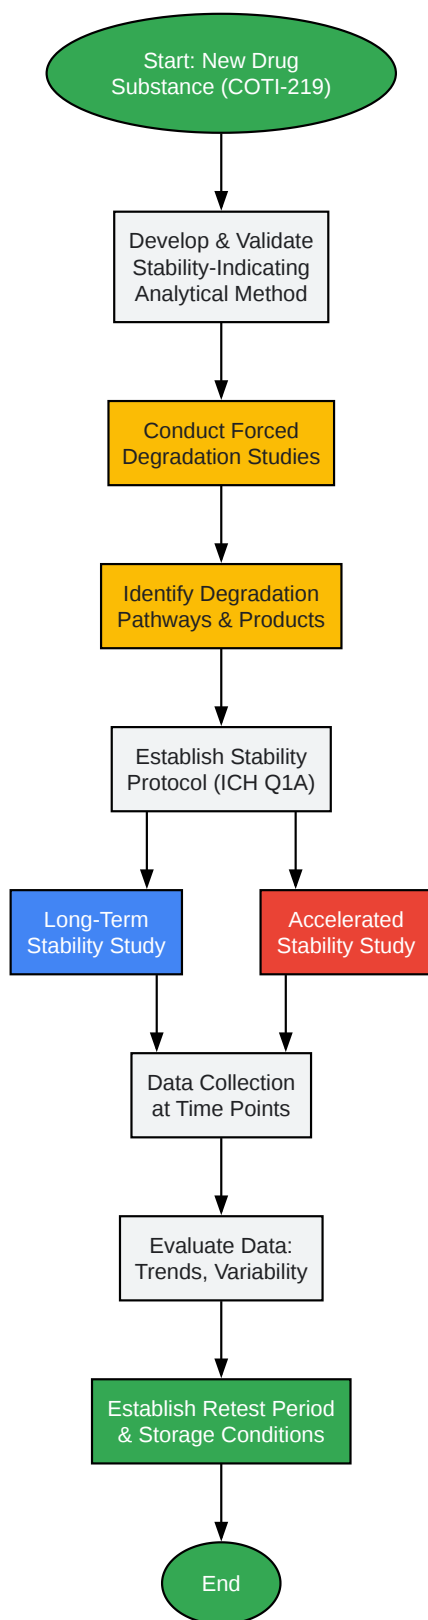 Start: New Drug
Substance (COTI-219)
Develop & Validate
Stability-Indicating
Analytical Method
Conduct Forced
Degradation Studies
Identify Degradation
Pathways & Products
Establish Stability
Protocol (ICH Q1A)
Long-Term
Stability Study
Accelerated
Stability Study
Data Collection
at Time Points
Evaluate Data:
Trends, Variability
Establish Retest Period
& Storage Conditions
End